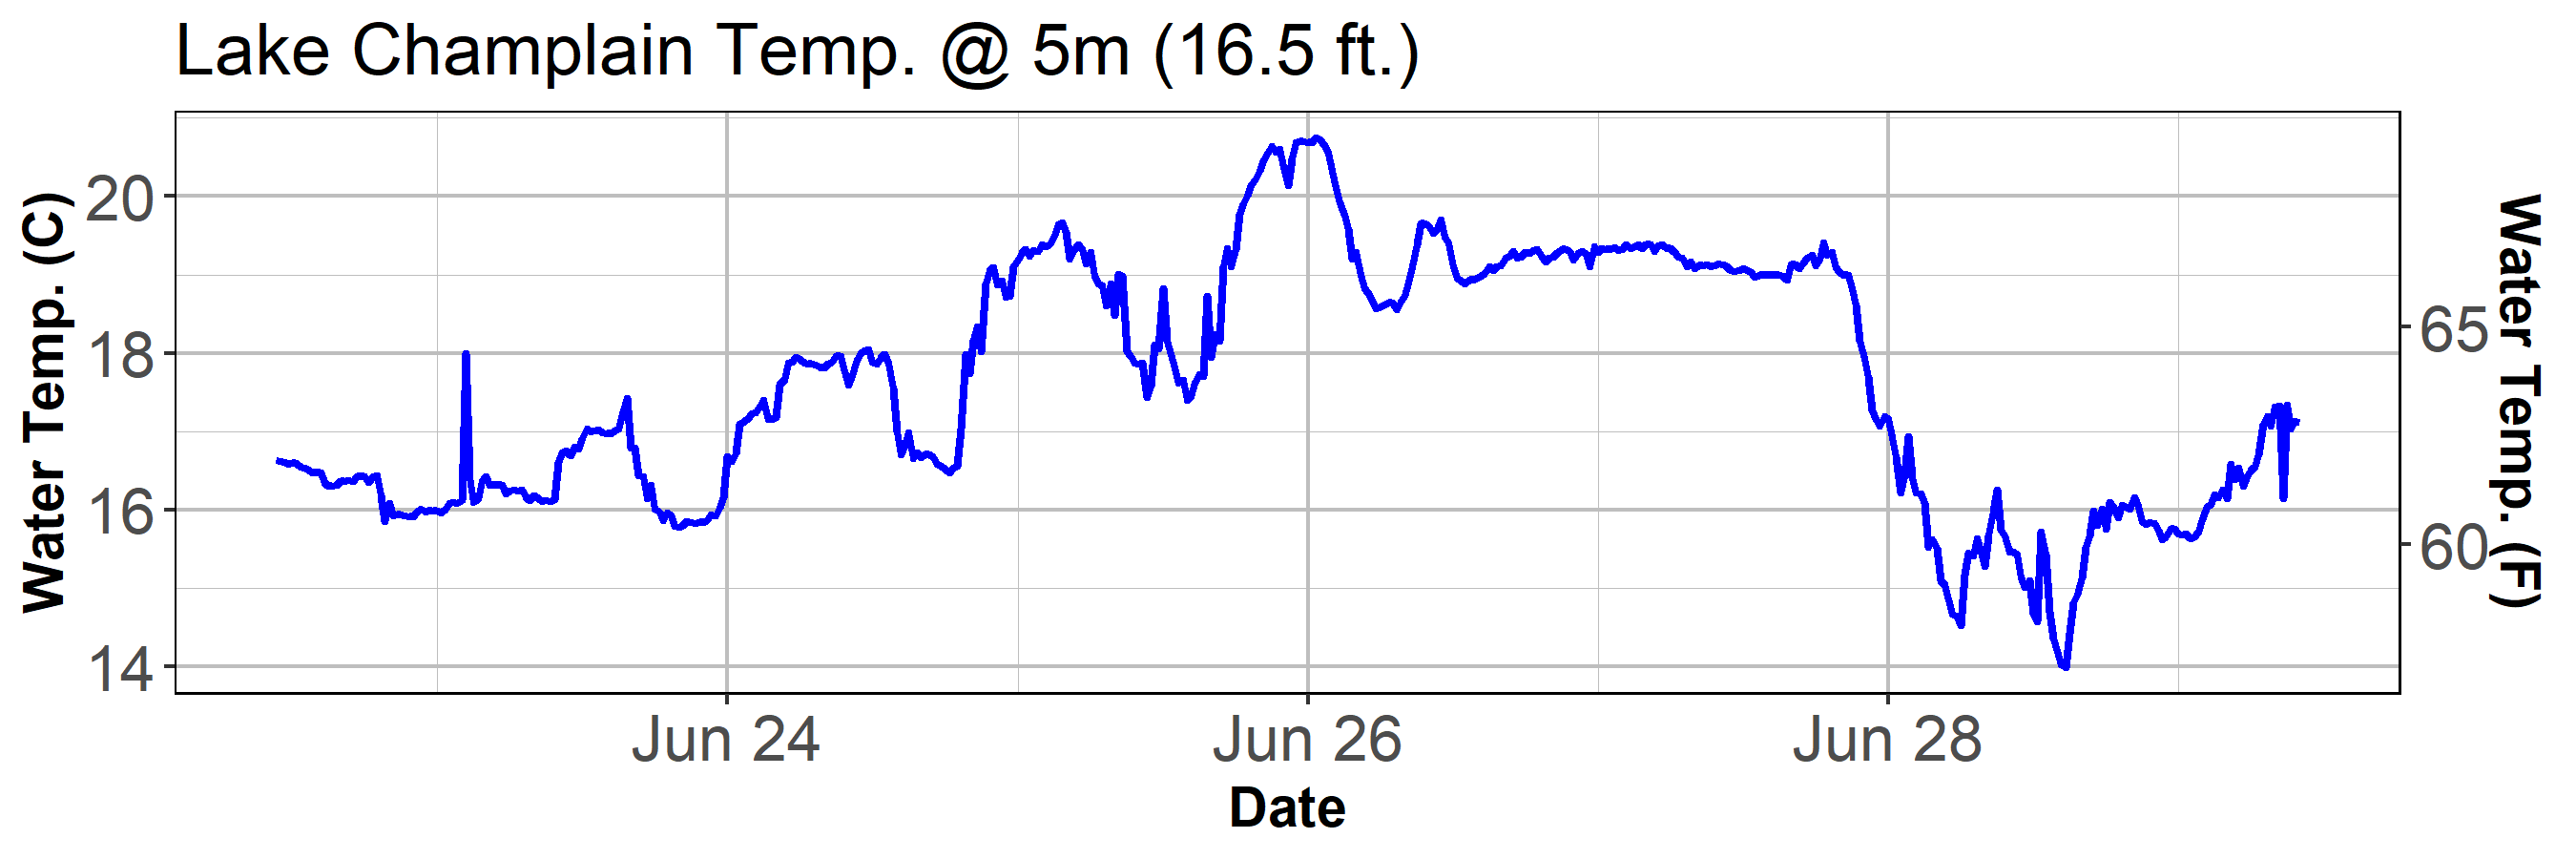 Lake Champlain Temp. @ 5m (16.5 ft.)
Water Temp. (C)
20
18
16
14
65
60
Water Temp. (F)
Jun 24
Jun 26
Jun 28
Date